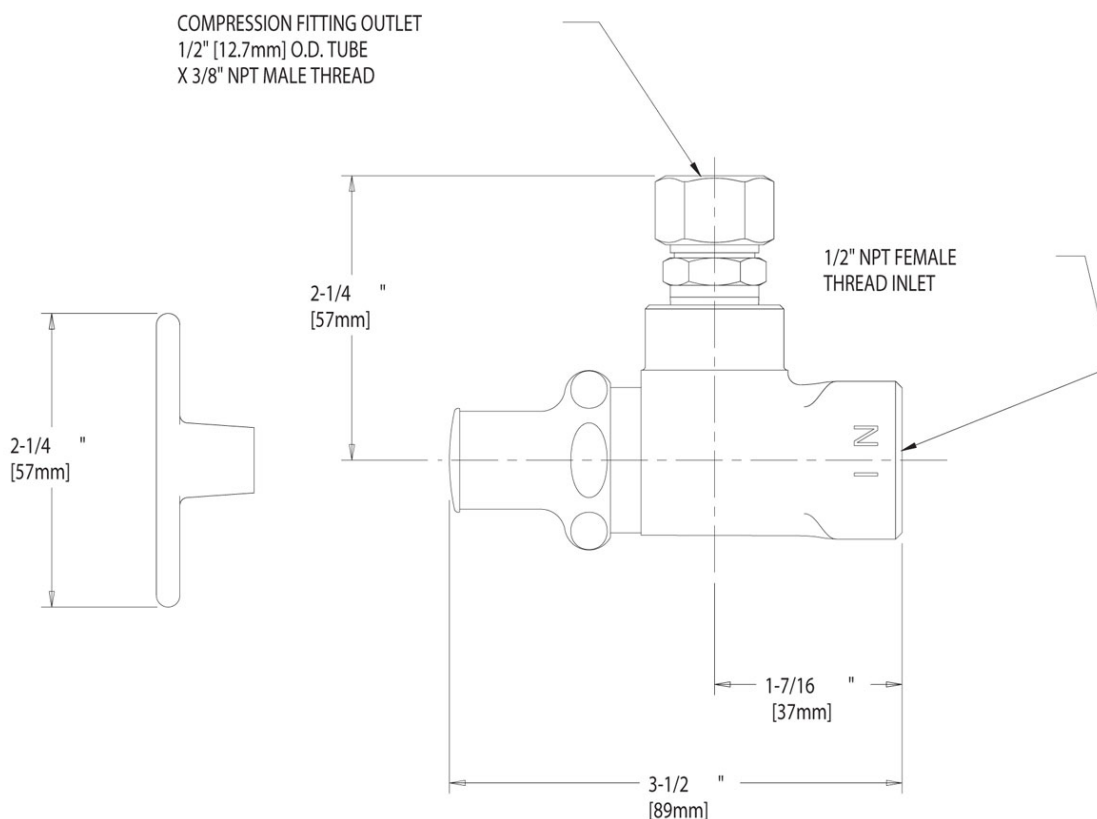 COMPRESSION FITTING OUTLET
1/2" [12.7mm] O.D. TUBE
X 3/8" NPT MALE THREAD
1/2" NPT FEMALE
THREAD INLET
2-1/4 "
[57mm]
2-1/4 "
[57mm]
IN
1-7/16 "
[37mm]
3-1/2 "
[89mm]